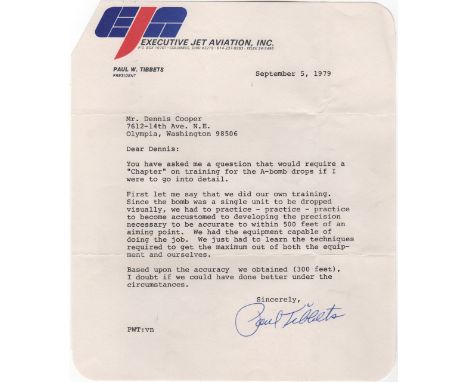 EJA
EXECUTIVE JET AVIATION, INC.
PAUL W. TIBBETS
PRESIDENT
September 5, 1979
Mr. Dennis Cooper
7612-14th Ave. N.E.
Olympia, Washington 98506
Dear Dennis:
You have asked me a question that would require a
"Chapter" on training for the A-bomb drops if I
were to go into detail.
First let me say that we did our own training.
Since the bomb was a single unit to be dropped
visually, we had to practice - practice - practice
to become accustomed to developing the precision
necessary to be accurate to within 500 feet of an
aiming point.  We had the equipment capable of
doing the job.  We just had to learn the techniques
required to get the maximum out of both the equip-
ment and ourselves.
Based upon the accuracy we obtained (300 feet),
I doubt if we could have done better under the
circumstances.
Sincerely,
Paul Tibbets
PWT:vn